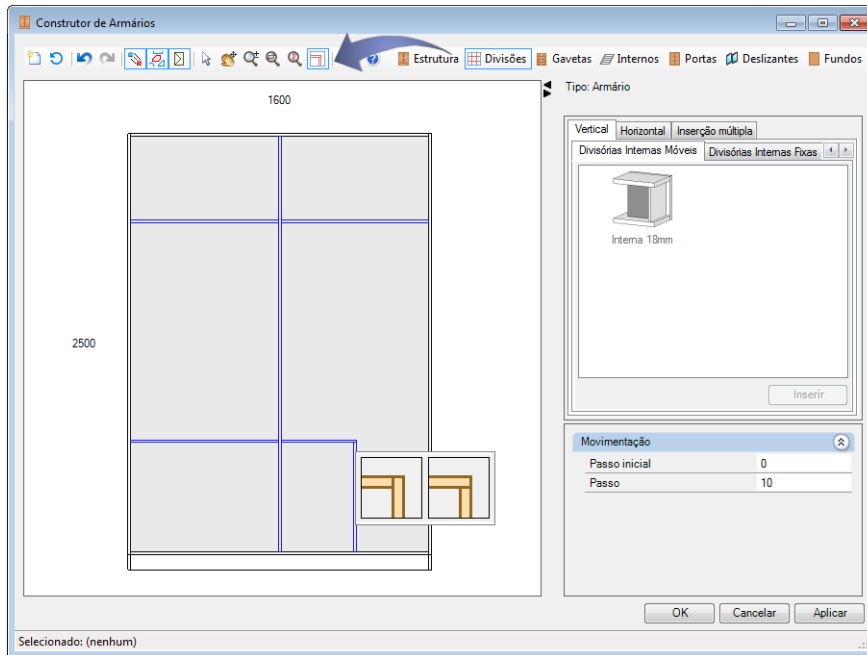 Construtor de Armários
Estrutura Divisões Gavetas Internos Portas Deslizantes Fundos
1600
2500
Tipo: Armário
Vertical Horizontal Inserção múltipla
Divisórias Internas Móveis Divisórias Internas Fixas
Interna 18mm
Inserir
Movimentação
Passo inicial 0
Passo 10
OK Cancelar Aplicar
Selecionado: (nenhum)